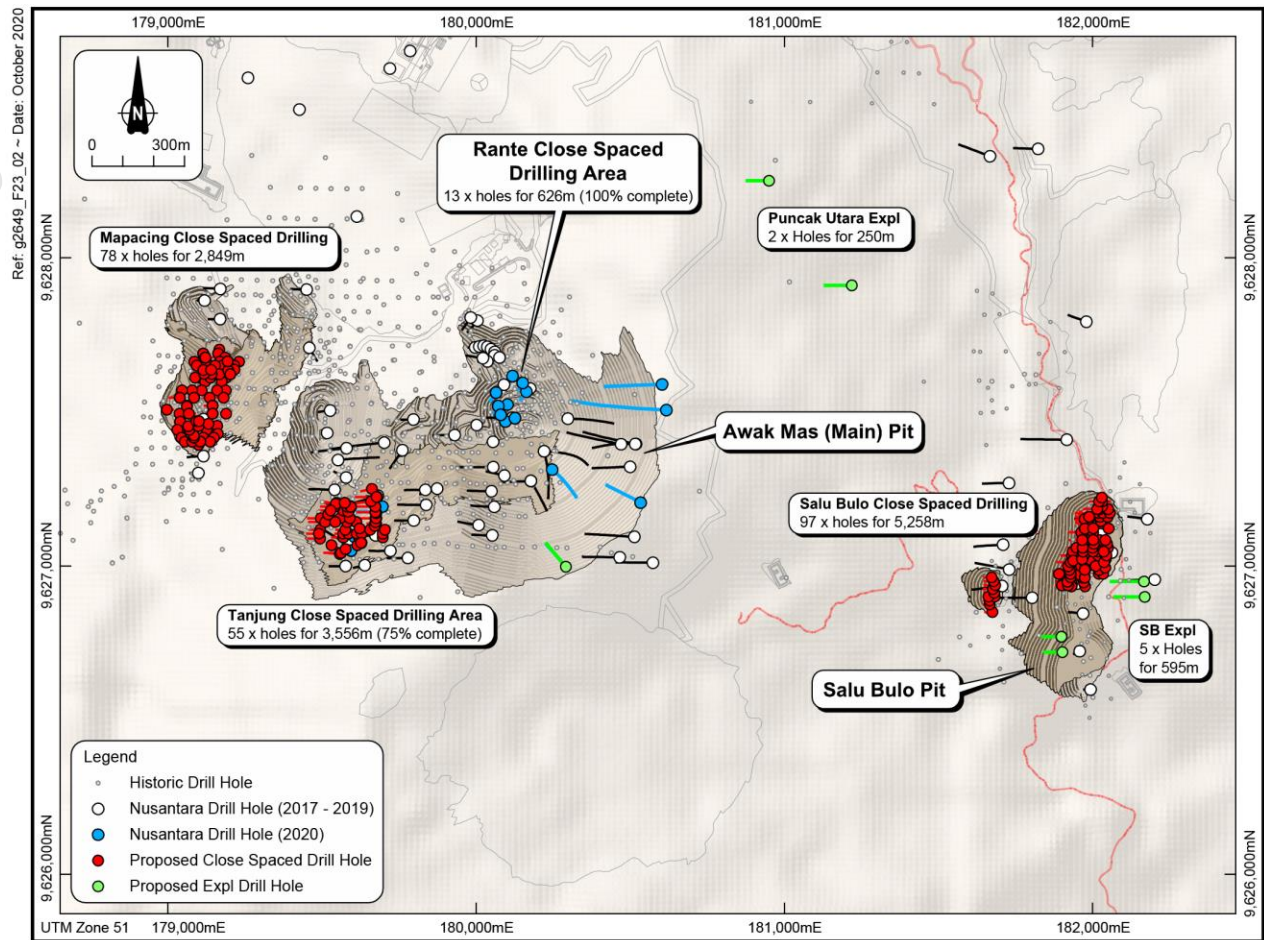 Ref: g2649_F23_02 ~ Date: October 2020
179,000mE
180,000mE
181,000mE
182,000mE
N
0 300m
Rante Close Spaced
Drilling Area
13 x holes for 626m (100% complete)
Puncak Utara Expl
2 x Holes for 250m
9,628,000mN
9,628,000mN
Mapacing Close Spaced Drilling
78 x holes for 2,849m
Awak Mas (Main) Pit
Salu Bulo Close Spaced Drilling
97 x holes for 5,258m
9,627,000mN
9,627,000mN
Tanjung Close Spaced Drilling Area
55 x holes for 3,556m (75% complete)
SB Expl
5 x Holes
for 595m
Salu Bulo Pit
Legend
Historic Drill Hole
Nusantara Drill Hole (2017 - 2019)
Nusantara Drill Hole (2020)
Proposed Close Spaced Drill Hole
Proposed Expl Drill Hole
9,626,000mN
9,626,000mN
UTM Zone 51
179,000mE
180,000mE
181,000mE
182,000mE